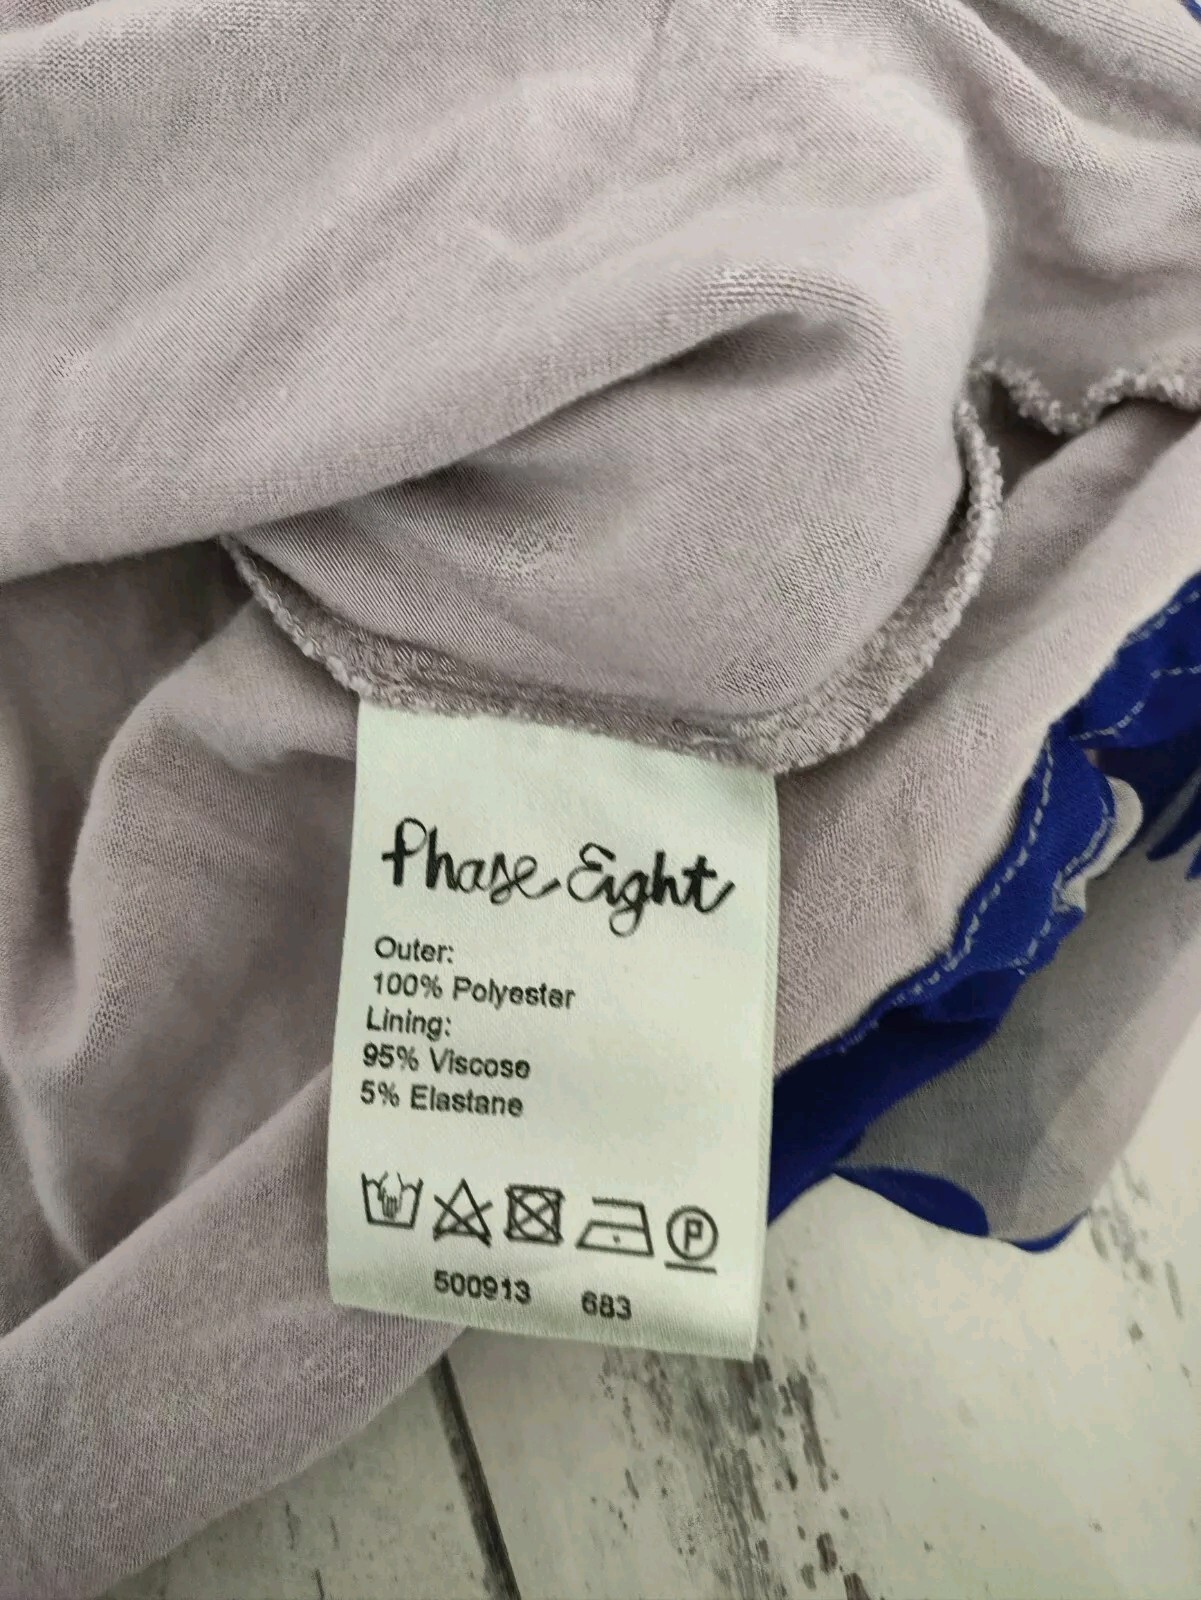 Phase Eight
Outer:
100% Polyester
Lining:
95% Viscose
5% Elastane
P
500913 683